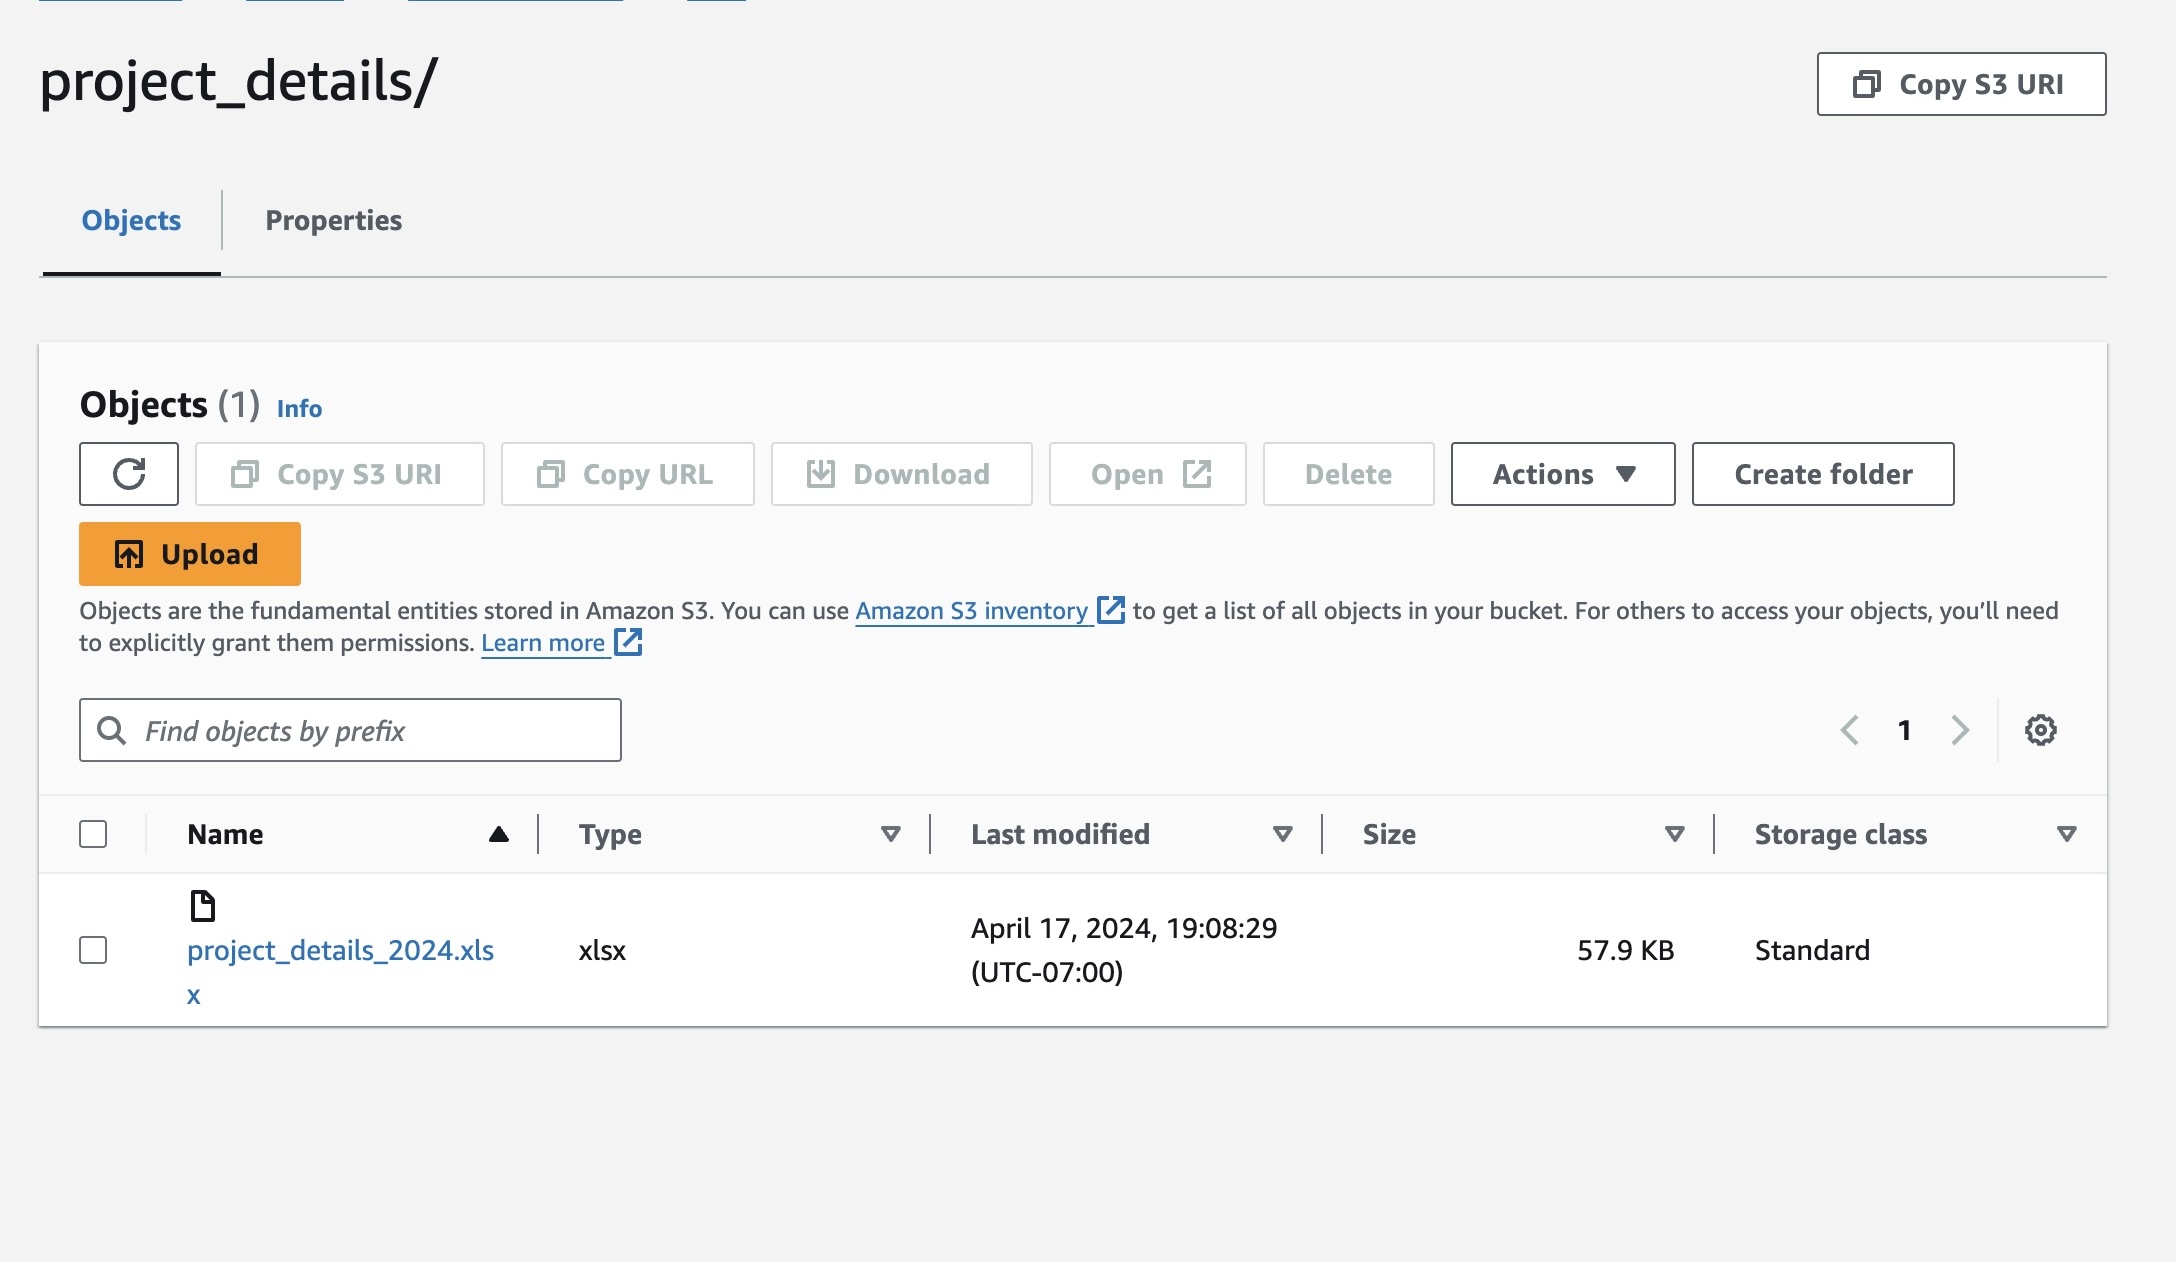 project_details/
Copy S3 URI
Objects
Properties
Objects (1) Info
Copy S3 URI
Copy URL
Download
Open
Delete
Actions
Create folder
Upload
Objects are the fundamental entities stored in Amazon S3. You can use Amazon S3 inventory to get a list of all objects in your bucket. For others to access your objects, you’ll need
to explicitly grant them permissions. Learn more
Find objects by prefix
1
Name
Type
Last modified
Size
Storage class
project_details_2024.xls
x
xlsx
April 17, 2024, 19:08:29
(UTC-07:00)
57.9 KB
Standard